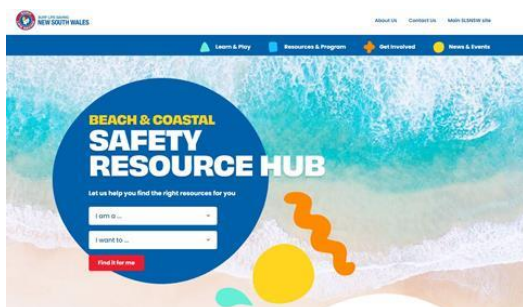 SURF LIFE SAVING
NEW SOUTH WALES
About Us
Contact Us
Main SLSNSW site
Learn & Play
Resources & Program
Get Involved
News & Events
BEACH & COASTAL
SAFETY
RESOURCE HUB
Let us help you find the right resources for you
I am a ...
I want to ...
Find it for me